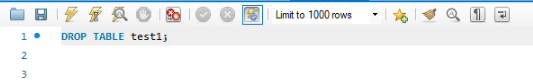 Limit to 1000 rows
1 DROP TABLE test1;
2
3